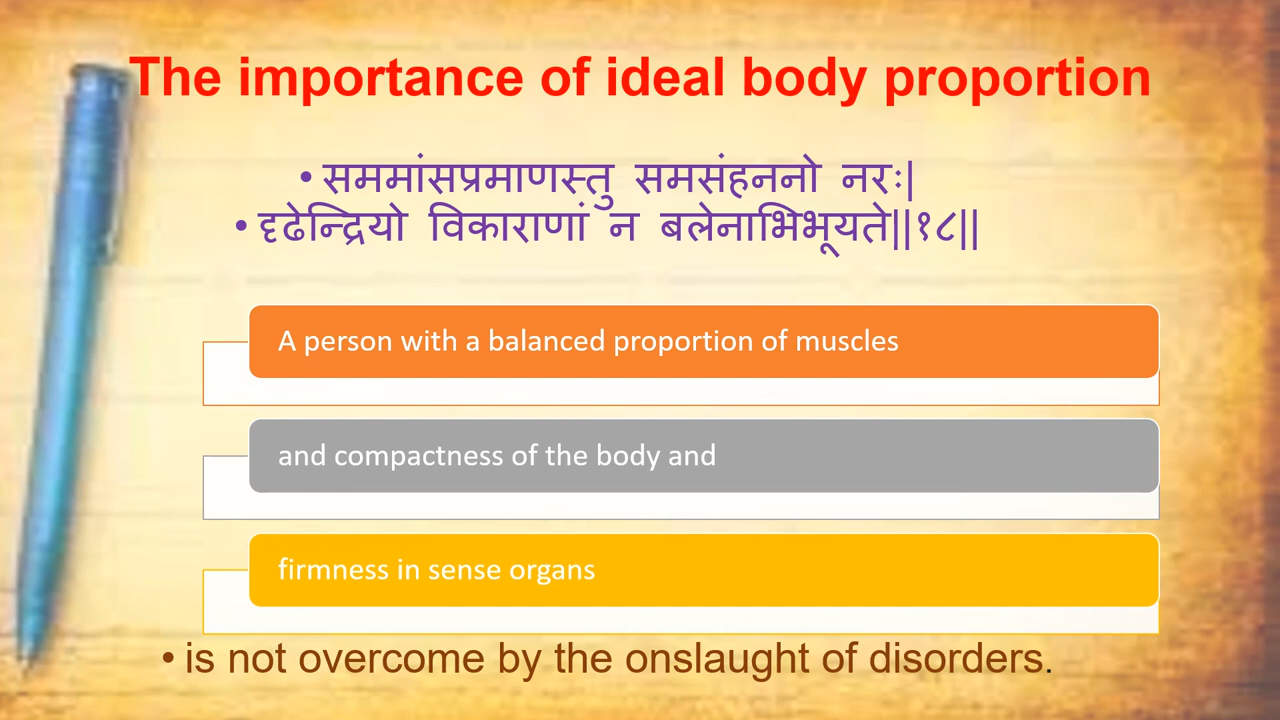 The importance of ideal body proportion
• सममांसप्रमाणस्तु समसंहननो नरः|
• दृढेन्द्रियो विकाराणां न बलेनाभिभूयते||१८||
A person with a balanced proportion of muscles
and compactness of the body and
firmness in sense organs
• is not overcome by the onslaught of disorders.